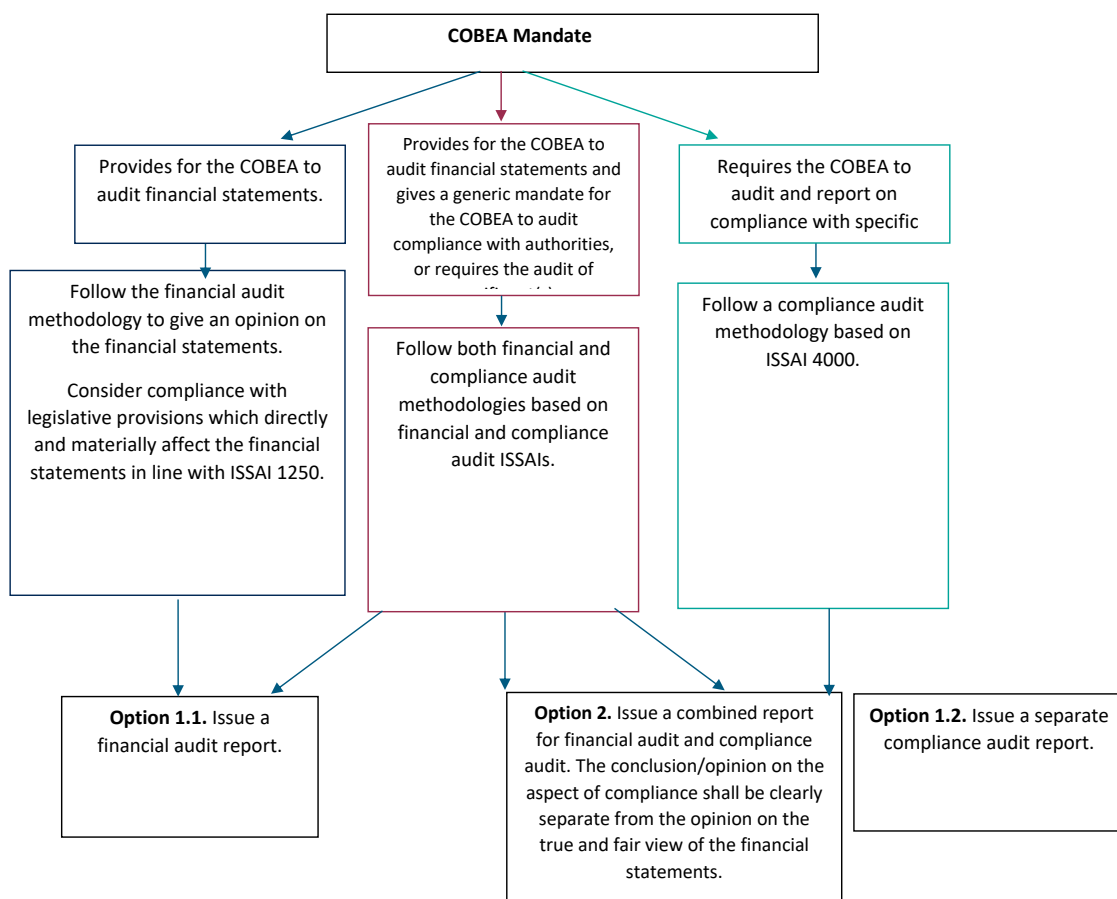 COBEA Mandate
Provides for the COBEA to
audit financial statements.
Provides for the COBEA to
audit financial statements and
gives a generic mandate for
the COBEA to audit
compliance with authorities,
or requires the audit of
Requires the COBEA to
audit and report on
compliance with specific
Follow the financial audit
methodology to give an opinion on
the financial statements.
Consider compliance with
legislative provisions which directly
and materially affect the financial
statements in line with ISSAI 1250.
Follow both financial and
compliance audit
methodologies based on
financial and compliance
audit ISSAIs.
Follow a compliance audit
methodology based on
ISSAI 4000.
Option 1.1. Issue a
financial audit report.
Option 2. Issue a combined report
for financial audit and compliance
audit. The conclusion/opinion on the
aspect of compliance shall be clearly
separate from the opinion on the
true and fair view of the financial
statements.
Option 1.2. Issue a separate
compliance audit report.